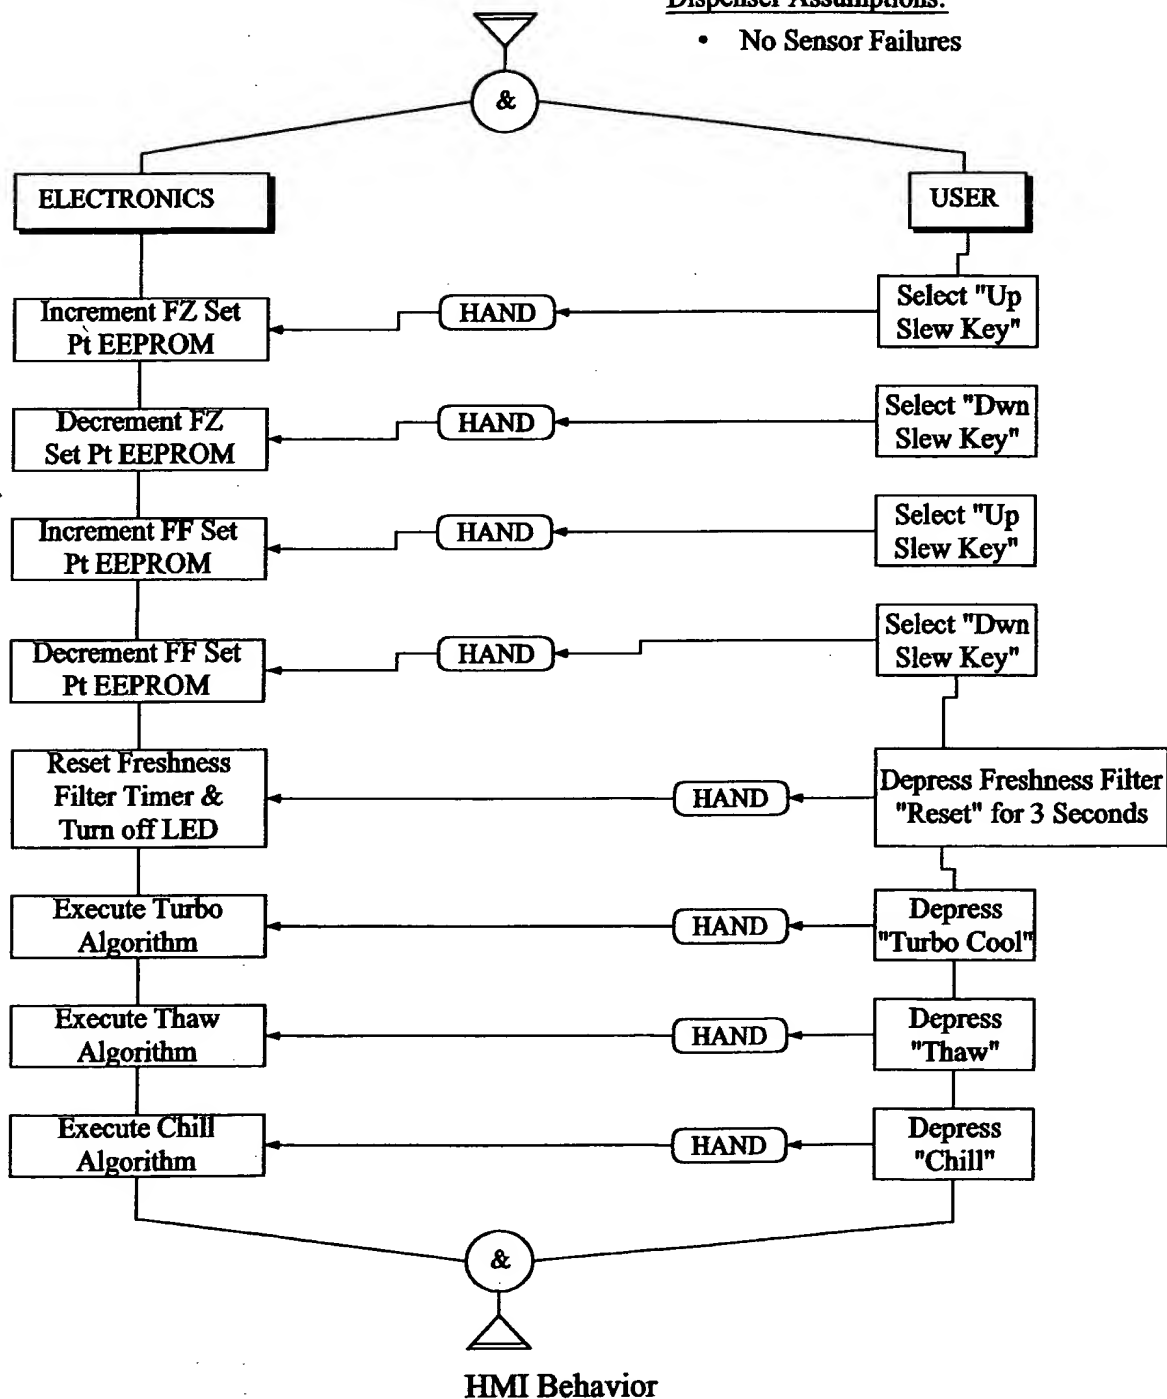 Dispenser Assumptions:
• No Sensor Failures
&
ELECTRONICS
USER
Increment FZ Set
Pt EEPROM
HAND
Select "Up
Slew Key"
Decrement FZ
Set Pt EEPROM
HAND
Select "Dwn
Slew Key"
Increment FF Set
Pt EEPROM
HAND
Select "Up
Slew Key"
Decrement FF Set
Pt EEPROM
HAND
Select "Dwn
Slew Key"
Reset Freshness
Filter Timer &
Turn off LED
HAND
Depress Freshness Filter
"Reset" for 3 Seconds
Execute Turbo
Algorithm
HAND
Depress
"Turbo Cool"
Execute Thaw
Algorithm
HAND
Depress
"Thaw"
Execute Chill
Algorithm
HAND
Depress
"Chill"
&
HMI Behavior